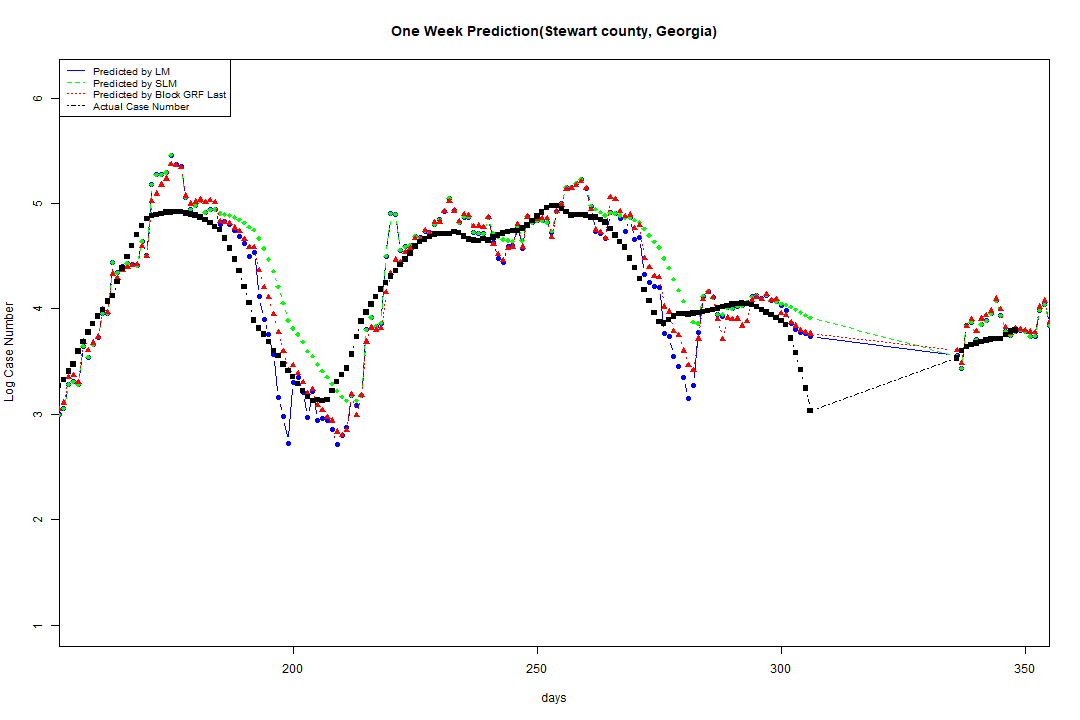 One Week Prediction(Stewart county, Georgia)
Predicted by LM
Predicted by SLM
Predicted by Block GRF Last
Actual Case Number
Log Case Number
6
5
4
3
2
1
200
250
300
350
days